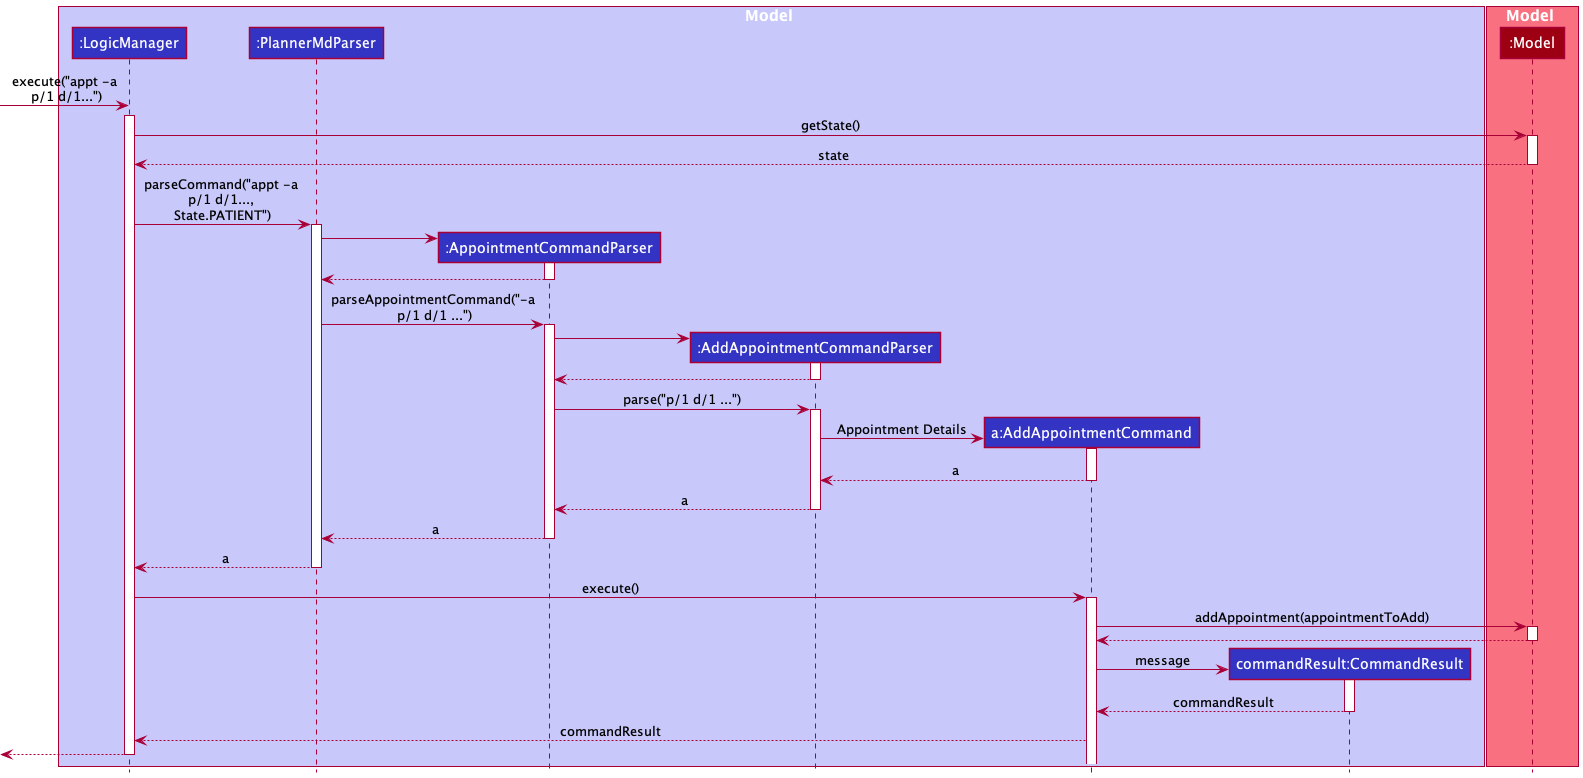 Model
Model
:LogicManager
:PlannerMdParser
:Model
execute("appt -a
p/1 d/1...")
getState()
state
parseCommand("appt -a
p/1 d/1...,
State.PATIENT")
:AppointmentCommandParser
parseAppointmentCommand("-a
p/1 d/1 ...")
:AddAppointmentCommandParser
parse("p/1 d/1 ...")
Appointment Details
a:AddAppointmentCommand
a
a
a
a
execute()
addAppointment(appointmentToAdd)
message
commandResult:CommandResult
commandResult
commandResult